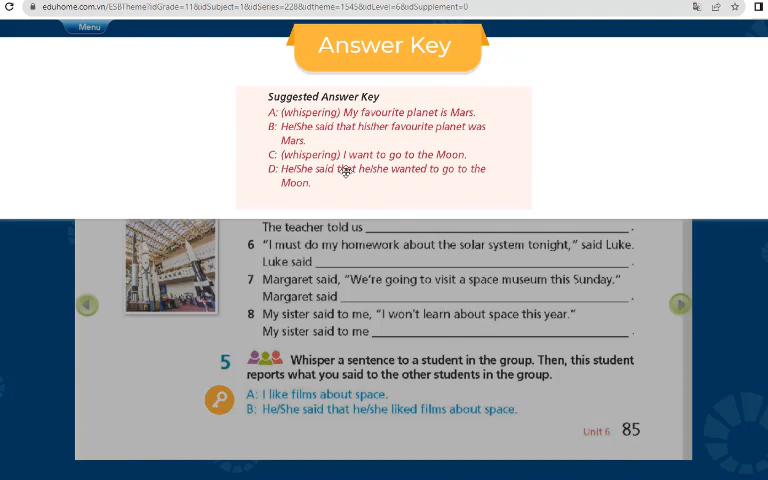 eduhome.com.vn/ESBTheme?idGrade=11&idSubject=1&idSeries=228&idtheme=1545&idLevel=6&idSupplement=0
Menu
Answer Key
Suggested Answer Key
A: (whispering) My favourite planet is Mars.
B: He/She said that his/her favourite planet was
Mars.
C: (whispering) I want to go to the Moon.
D: He/She said that he/she wanted to go to the
Moon.
The teacher told us ______ .
6 “I must do my homework about the solar system tonight,” said Luke.
Luke said ______ .
7 Margaret said, “We’re going to visit a space museum this Sunday.”
Margaret said ______ .
8 My sister said to me, “I won’t learn about space this year.”
My sister said to me ______ .
5 Whisper a sentence to a student in the group. Then, this student
reports what you said to the other students in the group.
A: I like films about space.
B: He/She said that he/she liked films about space.
Unit 6 85